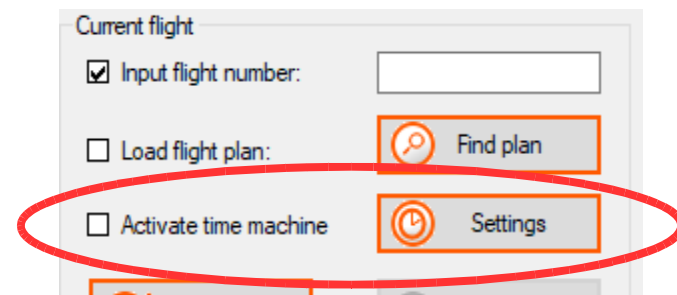 Current flight
Input flight number:
Load flight plan: Find plan
Activate time machine Settings